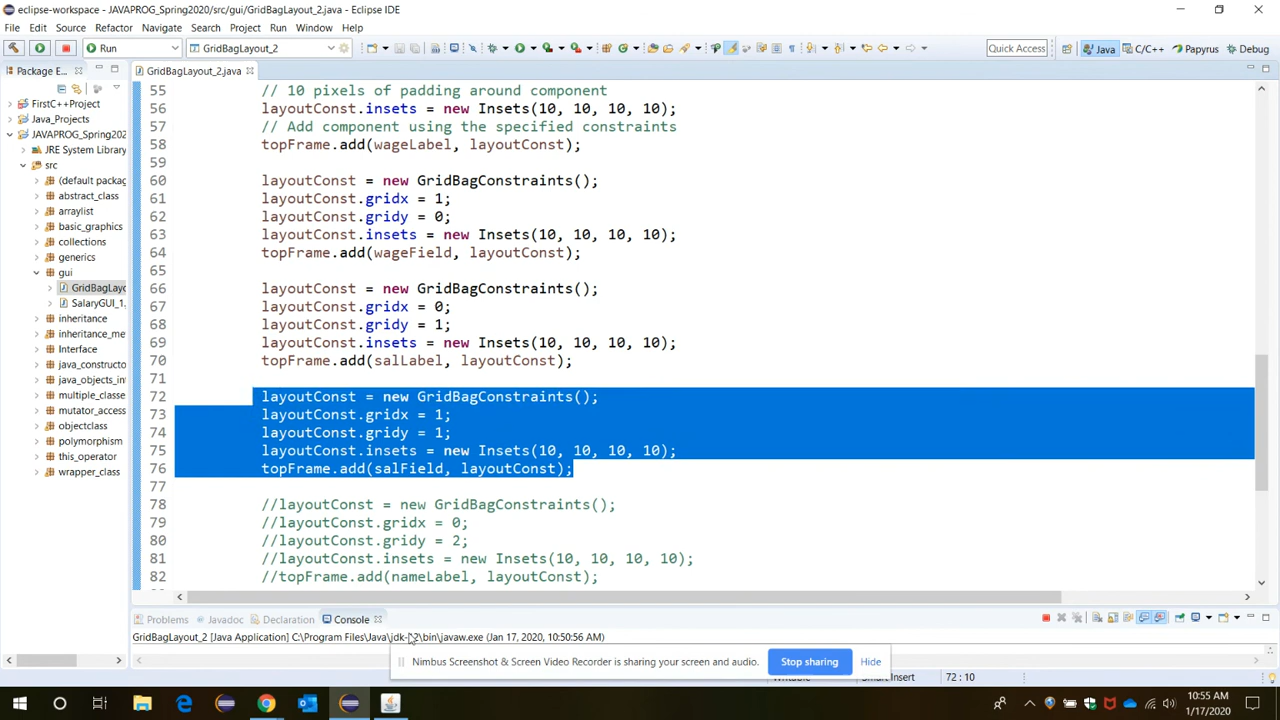 eclipse-workspace - JAVAPROG_Spring2020/src/gui/GridBagLayout_2.java - Eclipse IDE
File Edit Source Refactor Navigate Search Project Run Window Help
Run GridBagLayout_2 Quick Access Java C/C++ Papyrus Debug
Package E...
GridBagLayout_2.java
FirstC++Project
Java_Projects
JAVAPROG_Spring202
JRE System Library
src
(default packag
abstract_class
arraylist
basic_graphics
collections
generics
gui
GridBagLayo
SalaryGUI_1.
inheritance
inheritance_me
Interface
java_constructo
java_objects_in
multiple_classe
mutator_access
objectclass
polymorphism
this_operator
wrapper_class
55 // 10 pixels of padding around component
56 layoutConst.insets = new Insets(10, 10, 10, 10);
57 // Add component using the specified constraints
58 topFrame.add(wageLabel, layoutConst);
59
60 layoutConst = new GridBagConstraints();
61 layoutConst.gridx = 1;
62 layoutConst.gridy = 0;
63 layoutConst.insets = new Insets(10, 10, 10, 10);
64 topFrame.add(wageField, layoutConst);
65
66 layoutConst = new GridBagConstraints();
67 layoutConst.gridx = 0;
68 layoutConst.gridy = 1;
69 layoutConst.insets = new Insets(10, 10, 10, 10);
70 topFrame.add(salLabel, layoutConst);
71
72 layoutConst = new GridBagConstraints();
73 layoutConst.gridx = 1;
74 layoutConst.gridy = 1;
75 layoutConst.insets = new Insets(10, 10, 10, 10);
76 topFrame.add(salField, layoutConst);
77
78 //layoutConst = new GridBagConstraints();
79 //layoutConst.gridx = 0;
80 //layoutConst.gridy = 2;
81 //layoutConst.insets = new Insets(10, 10, 10, 10);
82 //topFrame.add(nameLabel, layoutConst);
Problems Javadoc Declaration Console
GridBagLayout_2 [Java Application] C:\Program Files\Java\jdk- \bin\javaw.exe (Jan 17, 2020, 10:50:56 AM)
Nimbus Screenshot & Screen Video Recorder is sharing your screen and audio. Stop sharing Hide
Writable Smart Insert 72 : 10
10:55 AM
1/17/2020